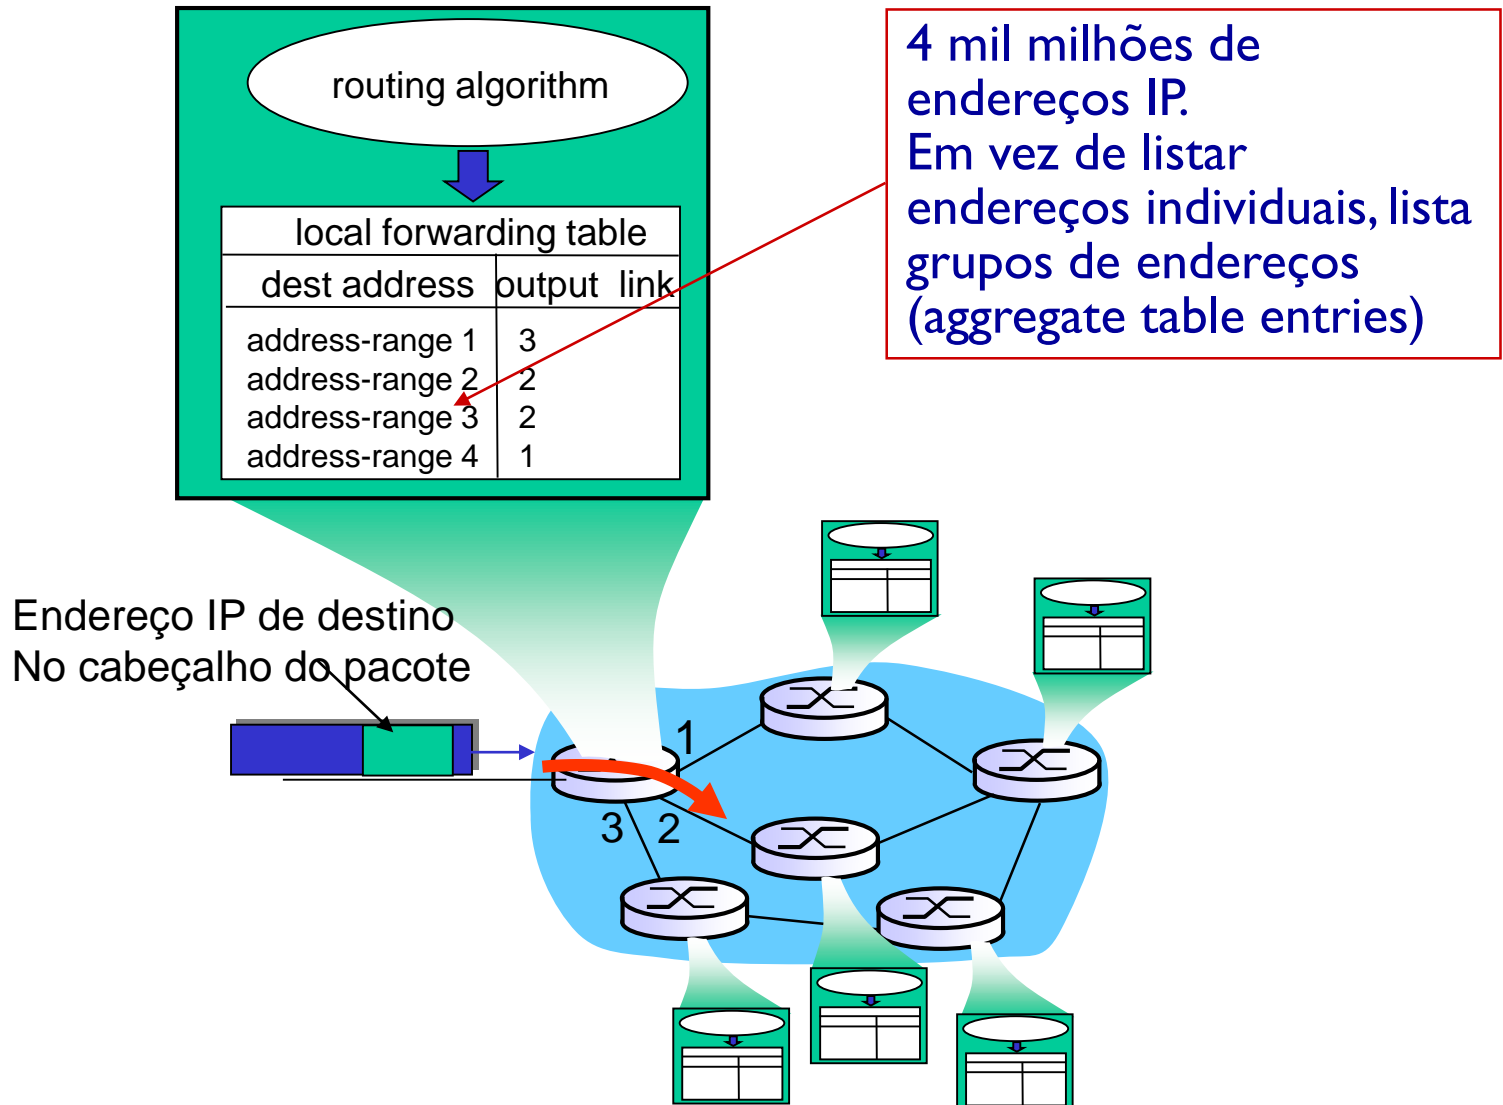 routing algorithm
local forwarding table
dest address output link
address-range 1 3
address-range 2 2
address-range 3 2
address-range 4 1
4 mil milhões de
endereços IP.
Em vez de listar
endereços individuais, lista
grupos de endereços
(aggregate table entries)
Endereço IP de destino
No cabeçalho do pacote
1
3 2